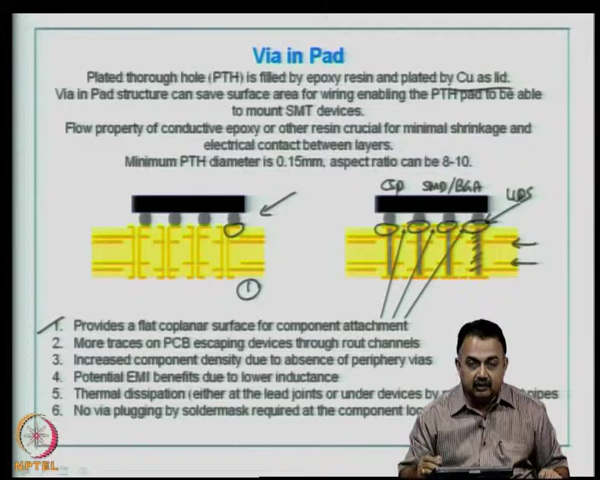 Via in Pad
Plated thorough hole (PTH) is filled by epoxy resin and plated by Cu as lid.
Via in Pad structure can save surface area for wiring enabling the PTH pad to be able
to mount SMT devices.
Flow property of conductive epoxy or other resin crucial for minimal shrinkage and
electrical contact between layers.
Minimum PTH diameter is 0.15mm, aspect ratio can be 8-10.
CSP SMD/BGA LIDS
1
1. Provides a flat coplanar surface for component attachment
2. More traces on PCB escaping devices through rout channels
3. Increased component density due to absence of periphery vias
4. Potential EMI benefits due to lower inductance
5. Thermal dissipation (either at the lead joints or under devices by
6. No via plugging by soldermask required at the component
NPTEL